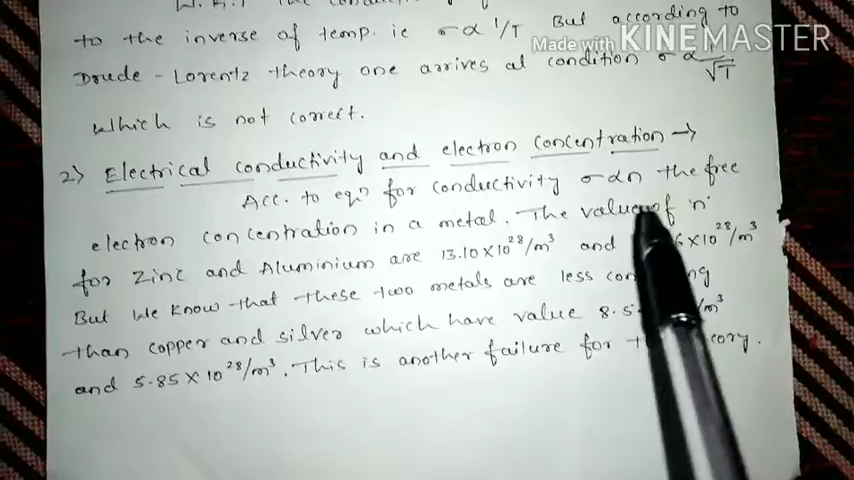 to the inverse of temp. ie σ α 1/T But according to
Made with KINEMASTER
Drude - Lorentz theory one arrives at condition σ α 1/√T
which is not correct.
2) Electrical conductivity and electron concentration →
Acc. to eqⁿ for conductivity σ α n the free
electron concentration in a metal. The value of 'n'
for Zinc and Aluminium are 13.10 × 10²⁸/m³ and 6 × 10²⁸/m³
But We know that these two metals are less
than copper and silver which have value 8.5 /m³
and 5.85 × 10²⁸/m³. This is another failure for